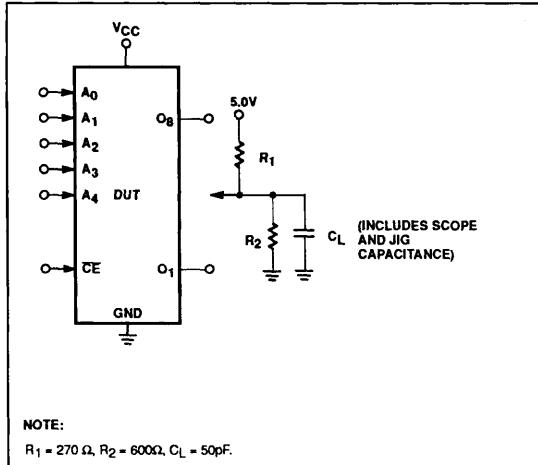 VCC
A0
A1
A2
A3
A4
CE
DUT
O8
O1
GND
5.0V
R1
R2
CL
(INCLUDES SCOPE
AND JIG
CAPACITANCE)
NOTE:
R1 = 270 Ω, R2 = 600Ω, CL = 50pF.